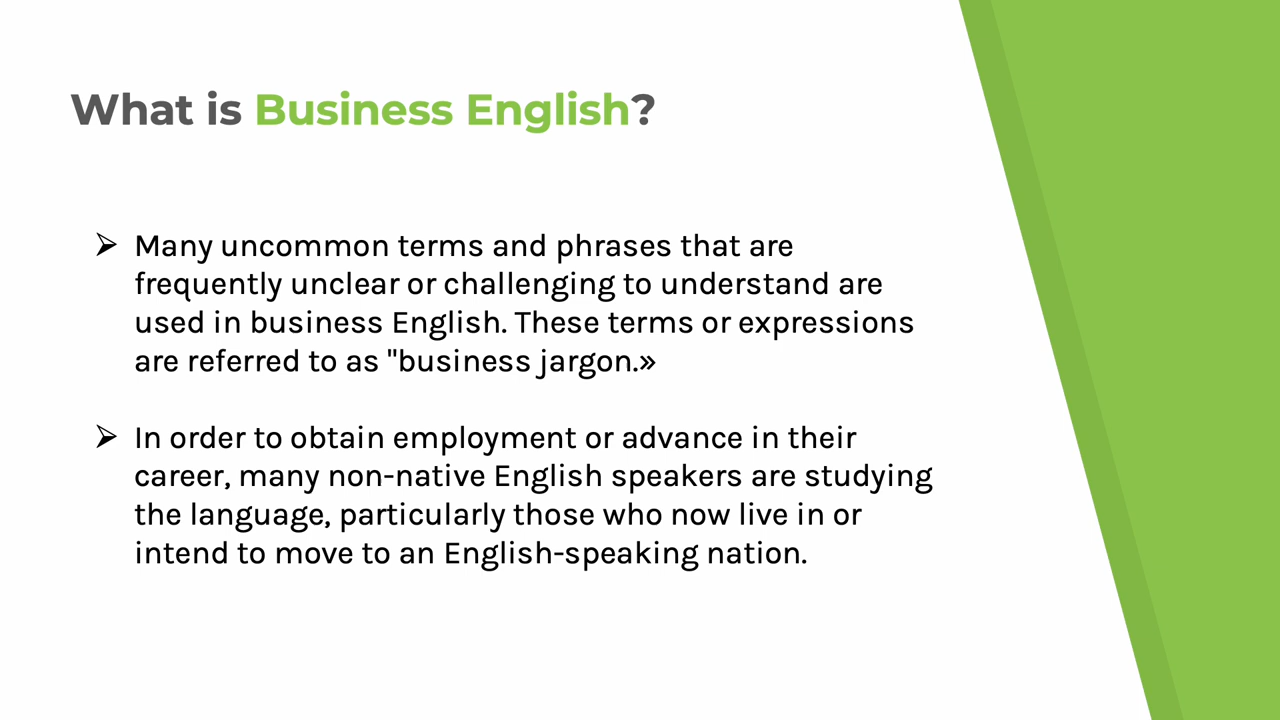 What is Business English?
➢ Many uncommon terms and phrases that are
frequently unclear or challenging to understand are
used in business English. These terms or expressions
are referred to as "business jargon.»
➢ In order to obtain employment or advance in their
career, many non-native English speakers are studying
the language, particularly those who now live in or
intend to move to an English-speaking nation.